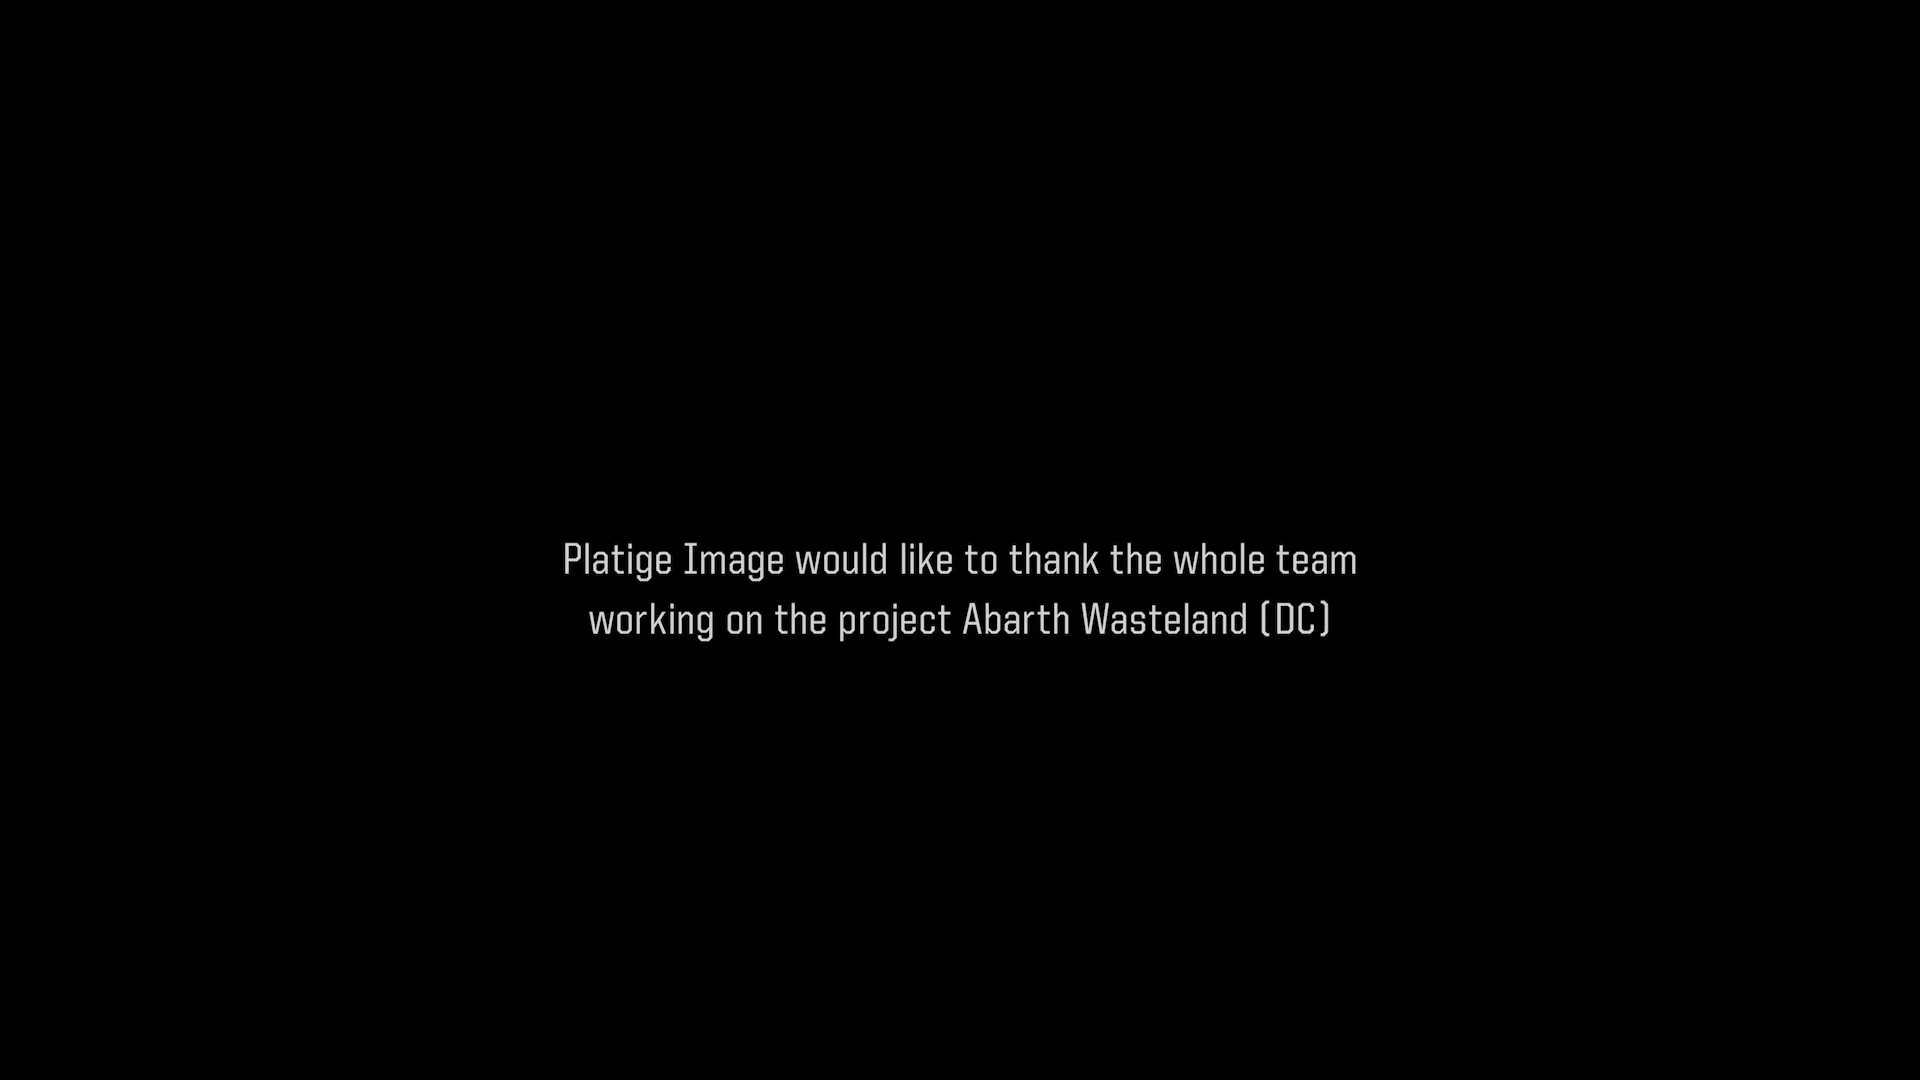 Platige Image would like to thank the whole team
working on the project Abarth Wasteland (DC)